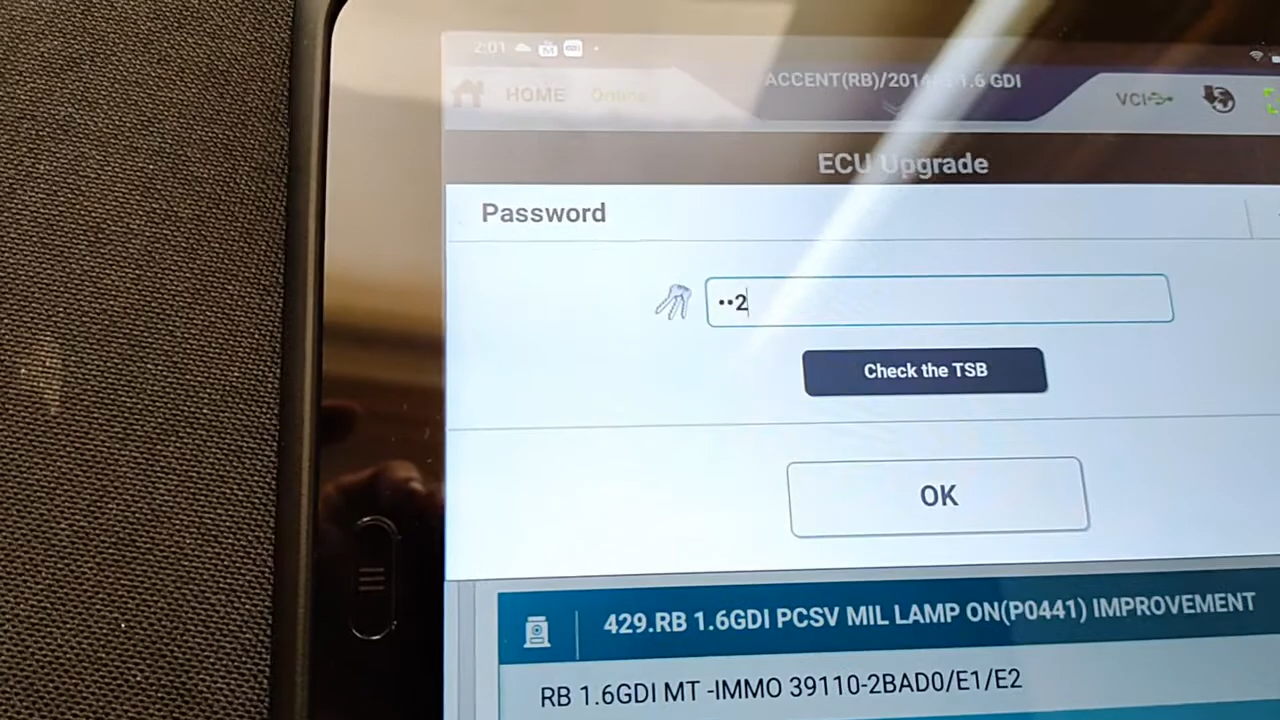 2:01
HOME Online ACCENT(RB)/2014/G 1.6 GDI VCI
ECU Upgrade
Password
••2
Check the TSB
OK
429.RB 1.6GDI PCSV MIL LAMP ON(P0441) IMPROVEMENT
RB 1.6GDI MT -IMMO 39110-2BAD0/E1/E2